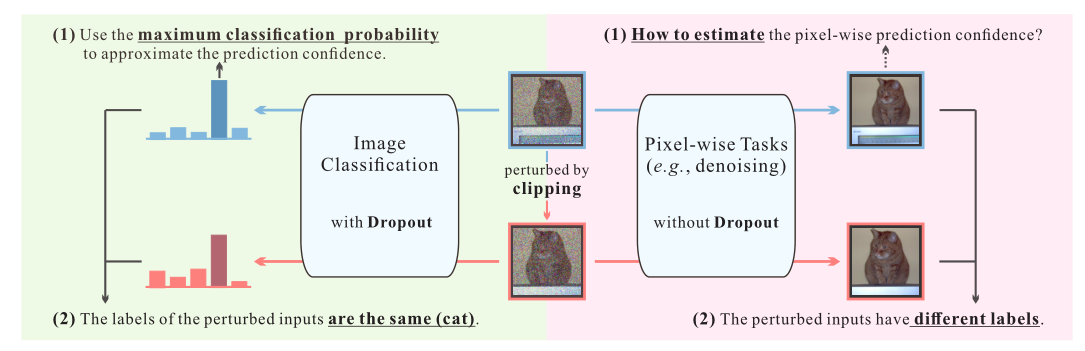 (1) Use the maximum classification probability
to approximate the prediction confidence.
(1) How to estimate the pixel-wise prediction confidence?
Image
Classification
with Dropout
perturbed by
clipping
Pixel-wise Tasks
(e.g., denoising)
without Dropout
(2) The labels of the perturbed inputs are the same (cat).
(2) The perturbed inputs have different labels.